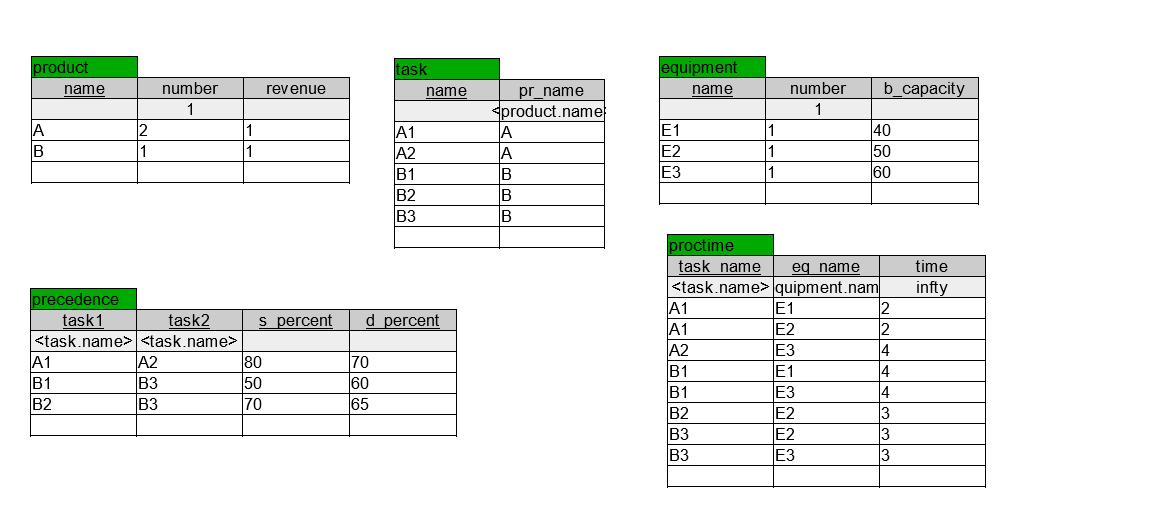 product
name number revenue
1
A 2 1
B 1 1
task
name pr_name
<product.name>
A1 A
A2 A
B1 B
B2 B
B3 B
equipment
name number b_capacity
1
E1 1 40
E2 1 50
E3 1 60
precedence
task1 task2 s_percent d_percent
<task.name> <task.name>
A1 A2 80 70
B1 B3 50 60
B2 B3 70 65
proctime
task_name eq_name time
<task.name> quipment.nam infty
A1 E1 2
A1 E2 2
A2 E3 4
B1 E1 4
B1 E3 4
B2 E2 3
B3 E2 3
B3 E3 3